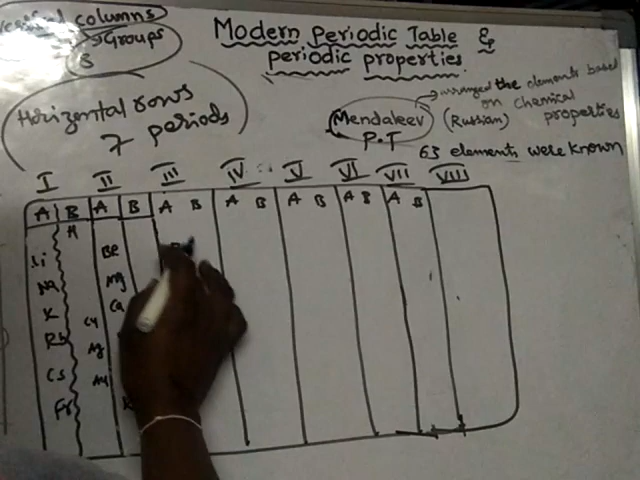 Vertical columns
→ Groups
8
Modern Periodic Table &
periodic properties.
Horizental rows
7 periods
Mendaleev
P.T
(Russian)
→ arranged the elements based
on chemical
properties
63 elements were known
I II III IV V VI VII VIII
A B A B A B A B A B A B A B
H
Li Be
Na Mg
K Ca
Cu
Rb Ag
Cs Au
Fr